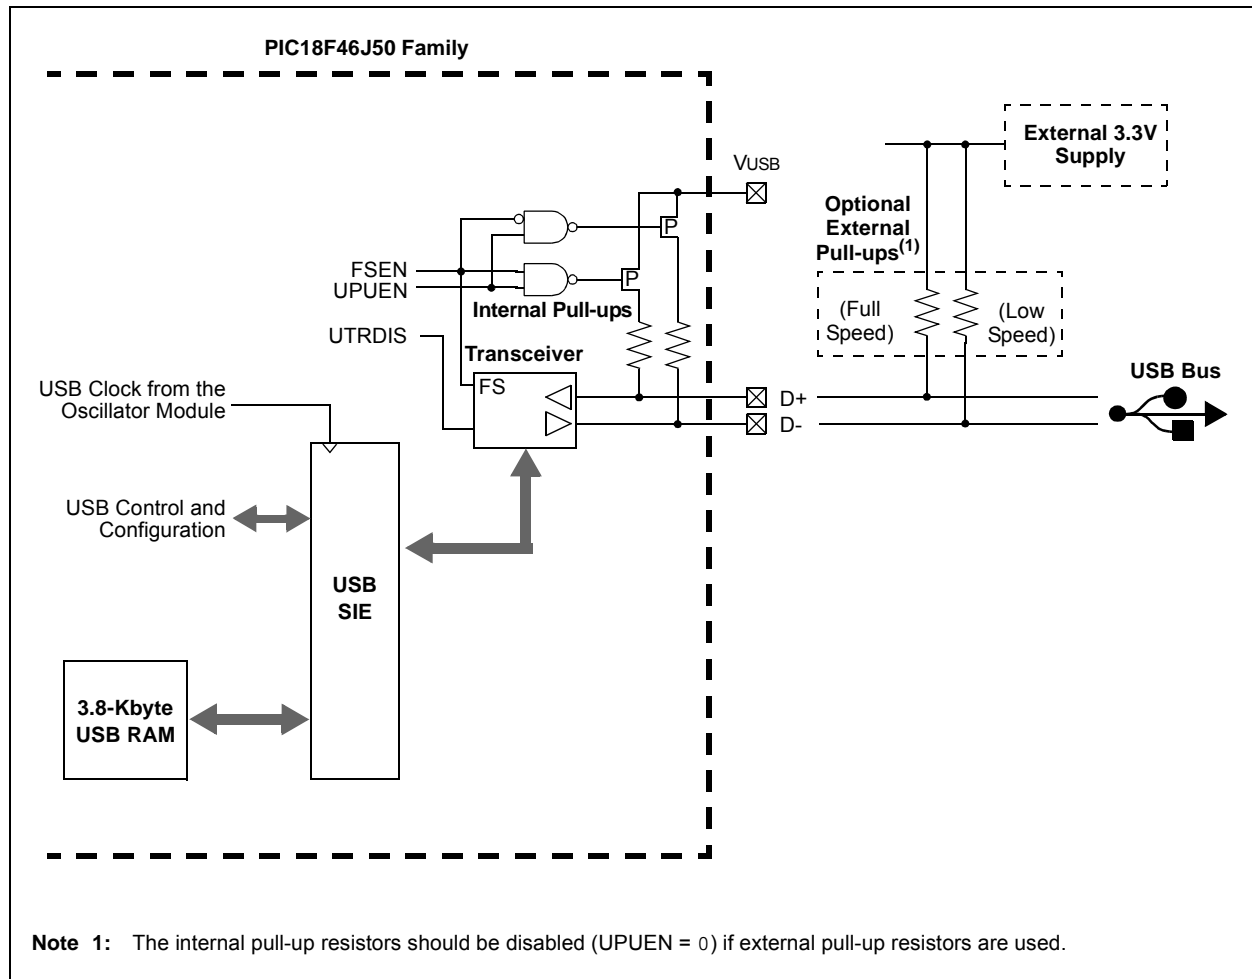 PIC18F46J50 Family
External 3.3V
Supply
VUSB
Optional
External
Pull-ups(1)
P
FSEN
UPUEN
P
Internal Pull-ups
(Full
Speed)
(Low
Speed)
UTRDIS
Transceiver
FS
USB Clock from the
Oscillator Module
D+
D-
USB Bus
USB Control and
Configuration
USB
SIE
3.8-Kbyte
USB RAM
Note 1: The internal pull-up resistors should be disabled (UPUEN = 0) if external pull-up resistors are used.